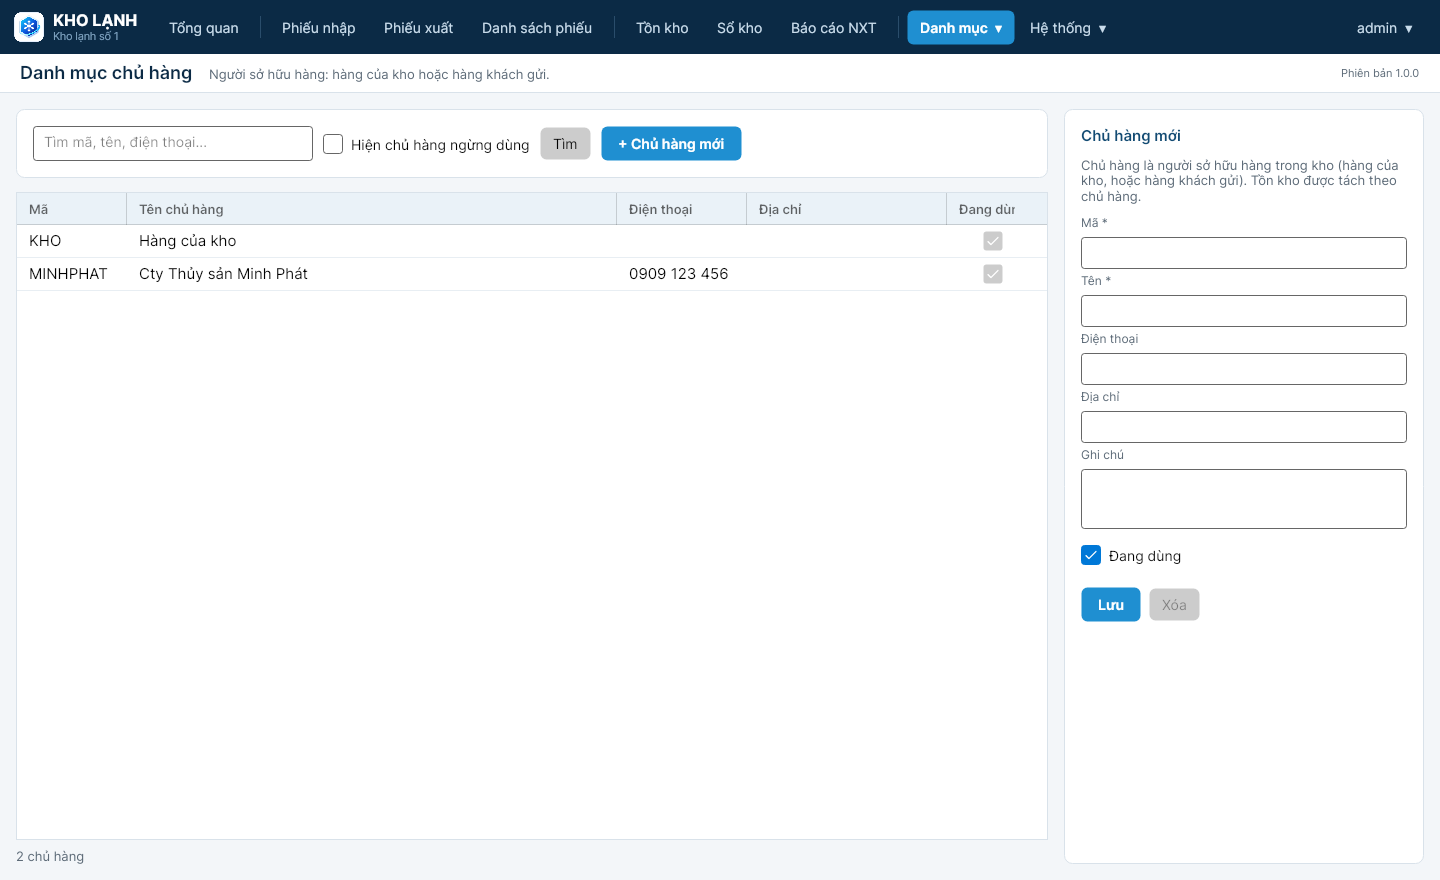 KHO LẠNH
Kho lạnh số 1
Tổng quan
Phiếu nhập
Phiếu xuất
Danh sách phiếu
Tồn kho
Sổ kho
Báo cáo NXT
Danh mục ▾
Hệ thống ▾
admin ▾
Danh mục chủ hàng
Người sở hữu hàng: hàng của kho hoặc hàng khách gửi.
Phiên bản 1.0.0
Tìm mã, tên, điện thoại...
Hiện chủ hàng ngừng dùng
Tìm
+ Chủ hàng mới
Mã
Tên chủ hàng
Điện thoại
Địa chỉ
Đang dùn
KHO
Hàng của kho
MINHPHAT
Cty Thủy sản Minh Phát
0909 123 456
2 chủ hàng
Chủ hàng mới
Chủ hàng là người sở hữu hàng trong kho (hàng của
kho, hoặc hàng khách gửi). Tồn kho được tách theo
chủ hàng.
Mã *
Tên *
Điện thoại
Địa chỉ
Ghi chú
Đang dùng
Lưu
Xóa